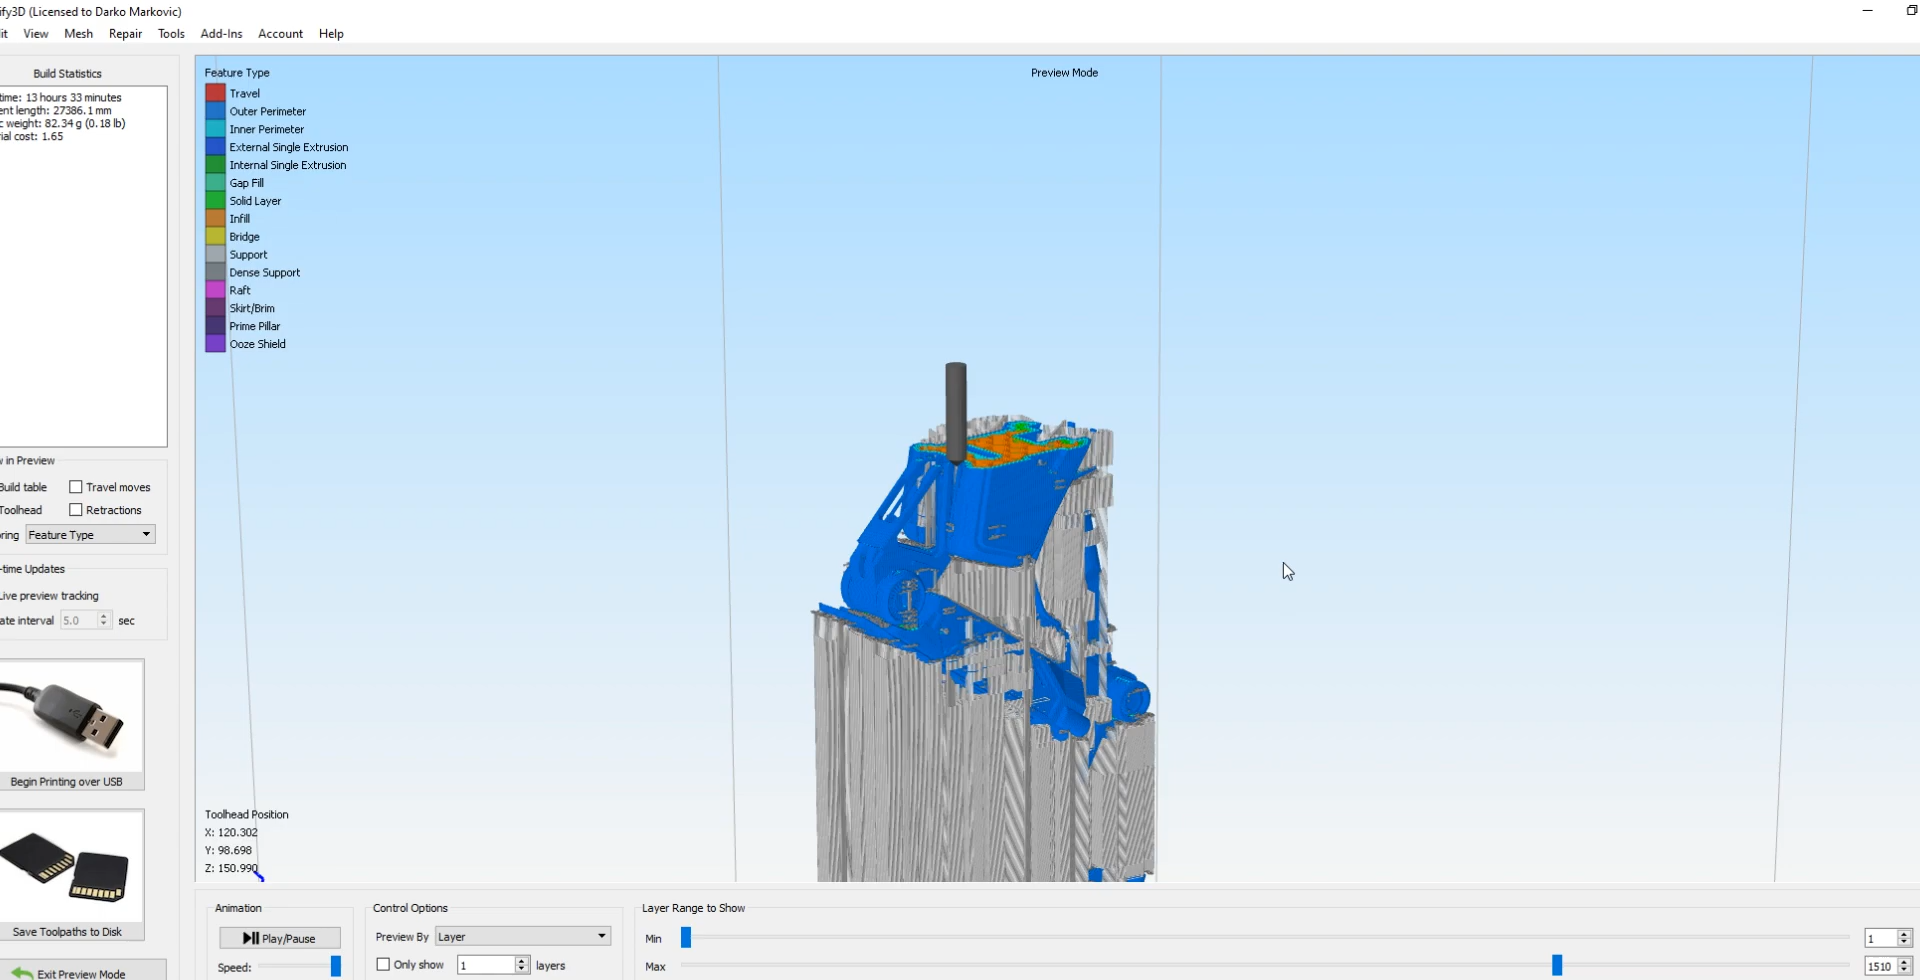 ify3D (Licensed to Darko Markovic)
it View Mesh Repair Tools Add-Ins Account Help
Build Statistics
time: 13 hours 33 minutes
ent length: 27386.1 mm
c weight: 82.34 g (0.18 lb)
ial cost: 1.65
Feature Type
Preview Mode
Travel
Outer Perimeter
Inner Perimeter
External Single Extrusion
Internal Single Extrusion
Gap Fill
Solid Layer
Infill
Bridge
Support
Dense Support
Raft
Skirt/Brim
Prime Pillar
Ooze Shield
w in Preview
Build table Travel moves
Toolhead Retractions
oring Feature Type
-time Updates
Live preview tracking
ate interval 5.0 sec
Begin Printing over USB
Save Toolpaths to Disk
Exit Preview Mode
Toolhead Position
X: 120.302
Y: 98.698
Z: 150.990
Animation
Play/Pause
Speed:
Control Options
Preview By Layer
Only show 1 layers
Layer Range to Show
Min 1
Max 1510